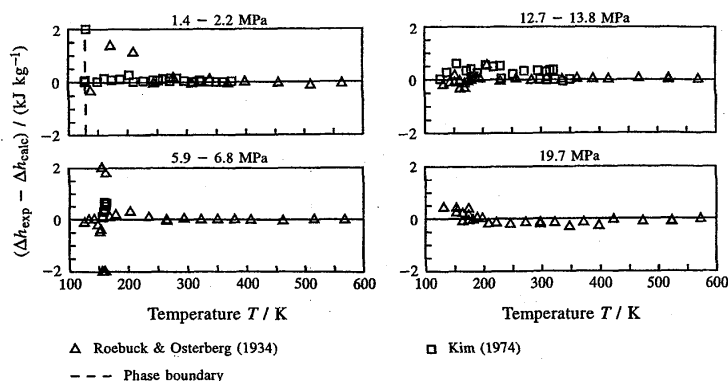 1.4 – 2.2 MPa
12.7 – 13.8 MPa
2
0
−2
2
0
−2
(Δh_exp − Δh_calc) / (kJ kg⁻¹)
5.9 – 6.8 MPa
19.7 MPa
2
0
−2
2
0
−2
100 200 300 400 500 600
100 200 300 400 500 600
Temperature T / K
Temperature T / K
△ Roebuck & Osterberg (1934)
□ Kim (1974)
--- Phase boundary